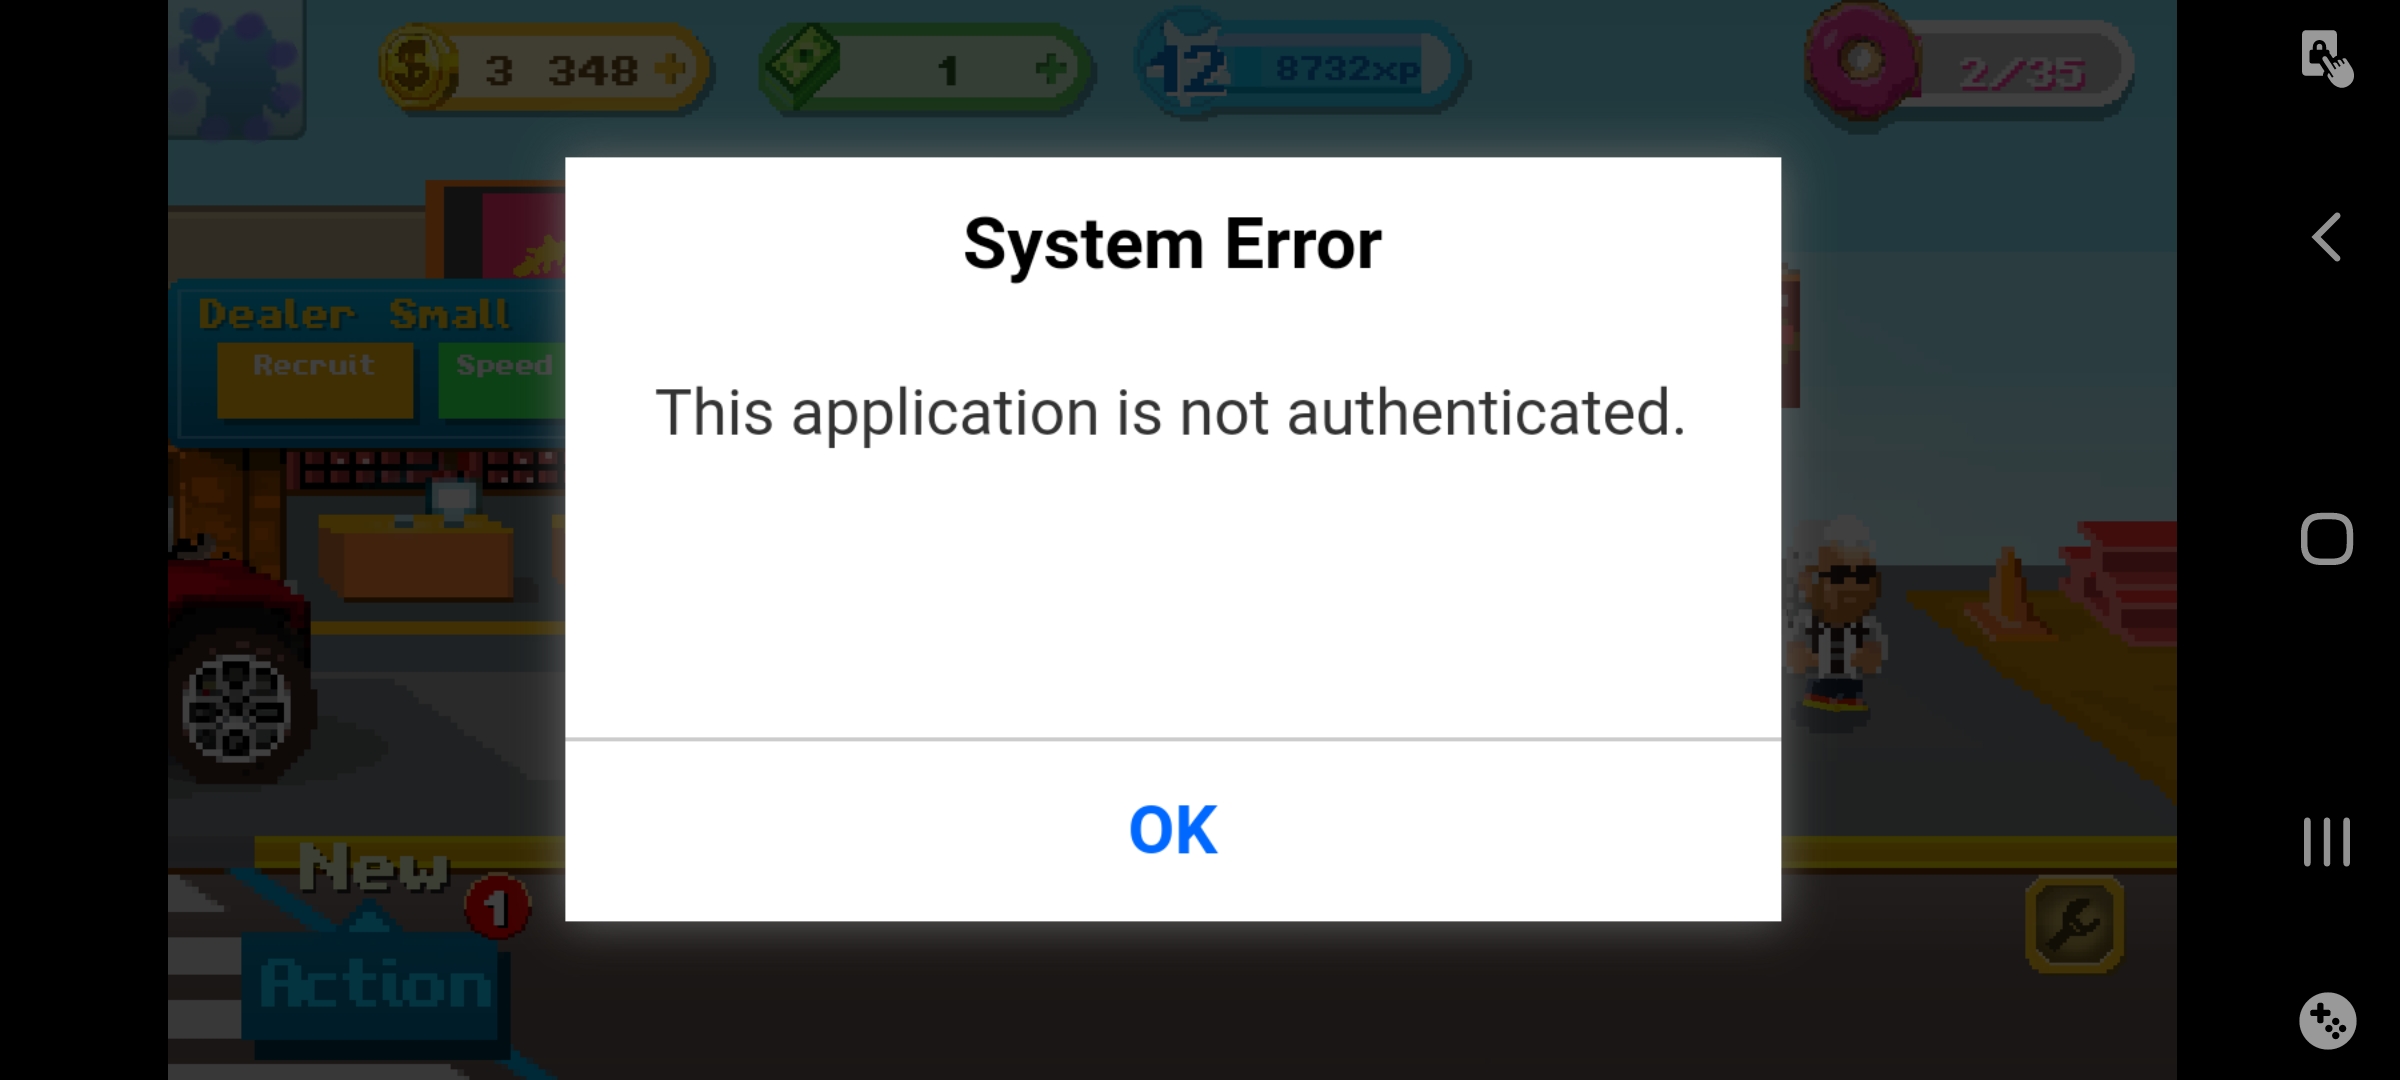 3 348
1
12
8732xp
2/35
System Error
This application is not authenticated.
Dealer Small
Recruit
Speed
OK
New
1
Action